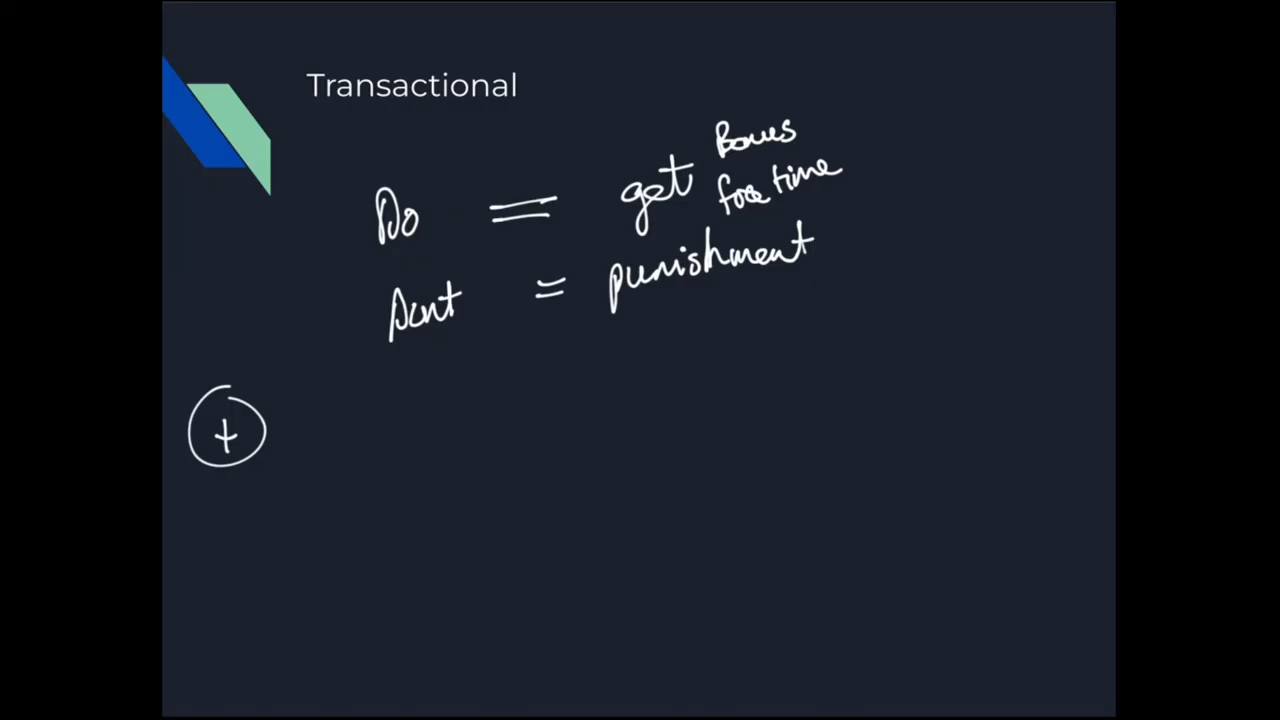 Transactional
Bonus
Do = get free time
Dont = punishment
+